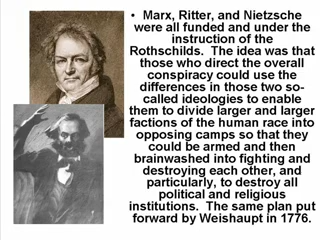 • Marx, Ritter, and Nietzsche
were all funded and under the
instruction of the
Rothschilds.  The idea was that
those who direct the overall
conspiracy could use the
differences in those two so-
called ideologies to enable
them to divide larger and larger
factions of the human race into
opposing camps so that they
could be armed and then
brainwashed into fighting and
destroying each other, and
particularly, to destroy all
political and religious
institutions.  The same plan put
forward by Weishaupt in 1776.